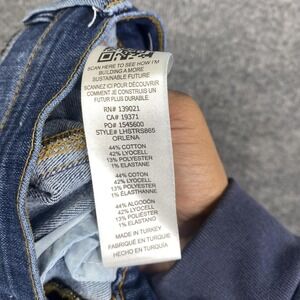 SCAN HERE TO SEE HOW I'M
BUILDING A MORE
SUSTAINABLE FUTURE
SCANNEZ ICI POUR DÉCOUVRIR
COMMENT JE CONSTRUIS UN
FUTUR PLUS DURABLE
RN# 139021
CA# 19371
PO# 1545600
STYLE# LHSTRS865
ORLENA
44% COTTON
42% LYOCELL
13% POLYESTER
1% ELASTANE
44% COTON
42% LYOCELL
13% POLYESTER
1% ÉLASTHANNE
44% ALGODÓN
42% LYOCELL
13% POLIÉSTER
1% ELASTANO
MADE IN TURKEY
FABRIQUÉ EN TURQUIE
HECHO EN TURQUÍA